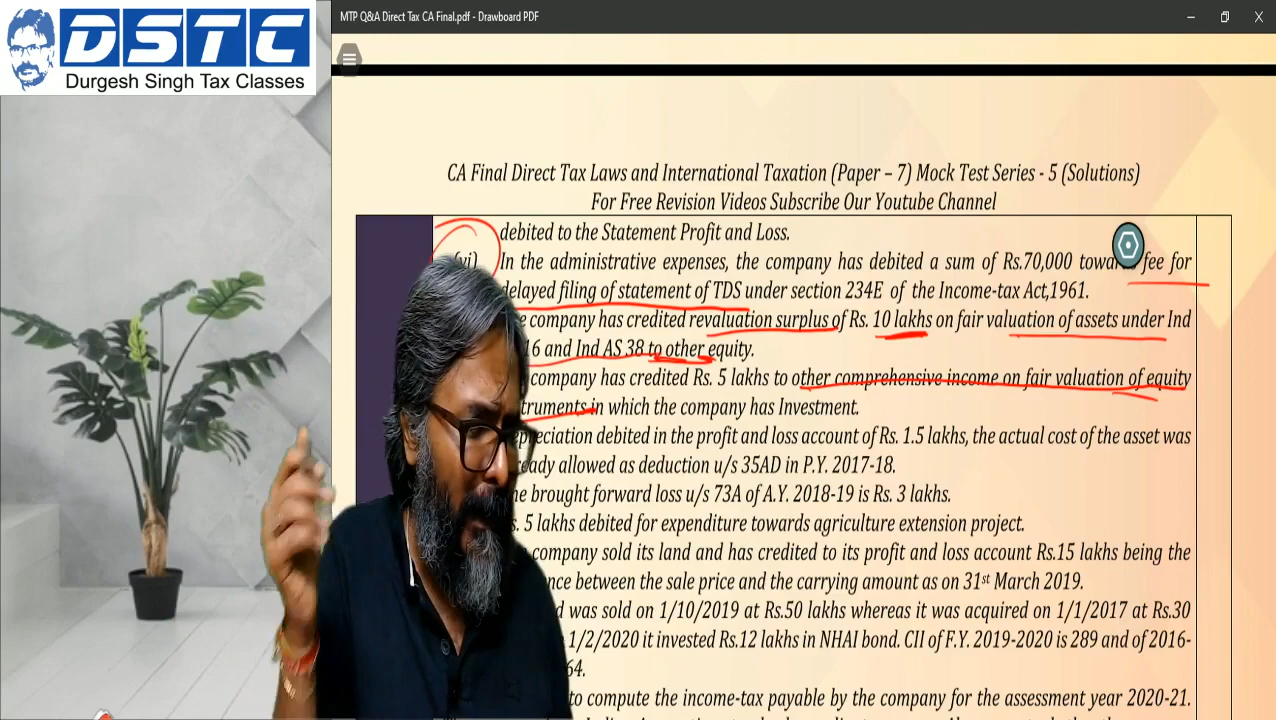 MTP Q&A Direct Tax CA Final.pdf - Drawboard PDF
DSTC
Durgesh Singh Tax Classes
CA Final Direct Tax Laws and International Taxation (Paper – 7) Mock Test Series - 5 (Solutions)
For Free Revision Videos Subscribe Our Youtube Channel
debited to the Statement Profit and Loss.
(vi) In the administrative expenses, the company has debited a sum of Rs.70,000 towards fee for
delayed filing of statement of TDS under section 234E of the Income-tax Act,1961.
company has credited revaluation surplus of Rs. 10 lakhs on fair valuation of assets under Ind
16 and Ind AS 38 to other equity.
company has credited Rs. 5 lakhs to other comprehensive income on fair valuation of equity
in which the company has Investment.
debited in the profit and loss account of Rs. 1.5 lakhs, the actual cost of the asset was
allowed as deduction u/s 35AD in P.Y. 2017-18.
brought forward loss u/s 73A of A.Y. 2018-19 is Rs. 3 lakhs.
5 lakhs debited for expenditure towards agriculture extension project.
company sold its land and has credited to its profit and loss account Rs.15 lakhs being the
between the sale price and the carrying amount as on 31st March 2019.
was sold on 1/10/2019 at Rs.50 lakhs whereas it was acquired on 1/1/2017 at Rs.30
1/2/2020 it invested Rs.12 lakhs in NHAI bond. CII of F.Y. 2019-2020 is 289 and of 2016-
64.
to compute the income-tax payable by the company for the assessment year 2020-21.